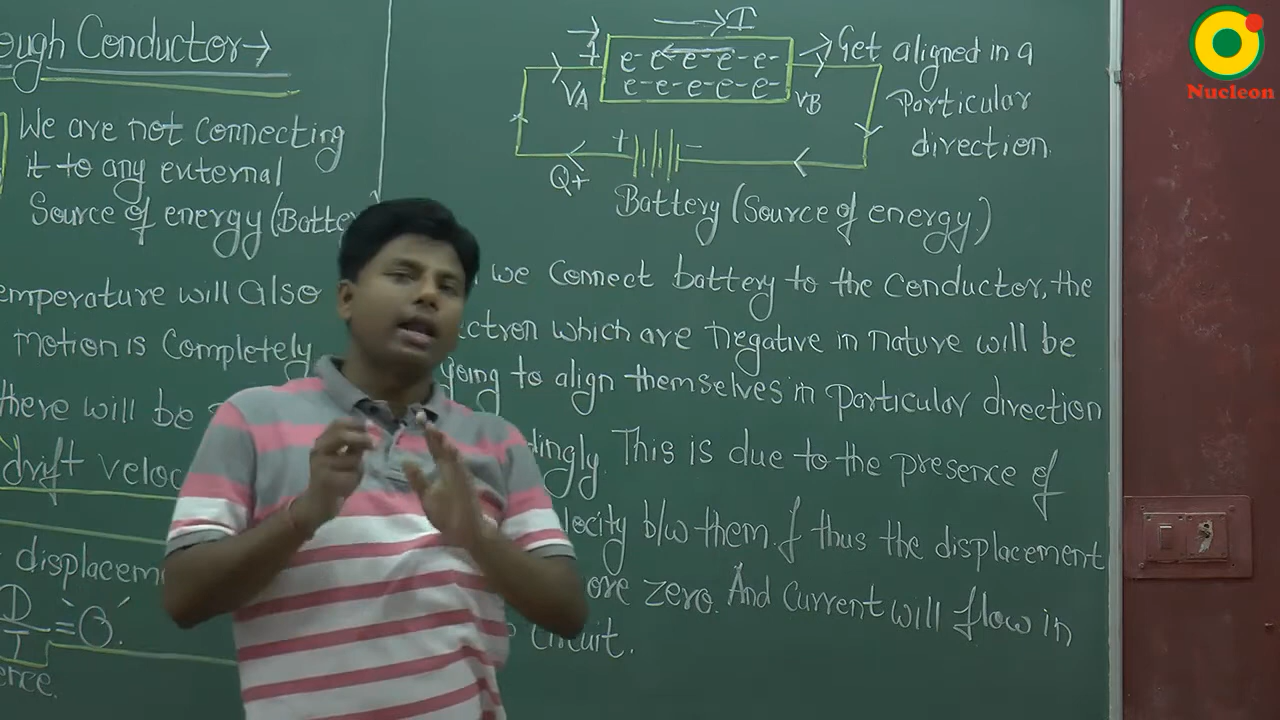 ough Conductor→
We are not connecting
it to any external
Source of energy (Batte
emperature will also
motion is Completely
there will be
drift veloc
displacem
D/T = 0
ence.
→ I
e- e- e- e- e-
e- e- e- e- e-
VA
VB
Get aligned in a
Particular
direction
+
-
Q+
Battery (Source of energy)
we connect battery to the Conductor, the
ctron which are negative in nature will be
going to align themselves in particular direction
dingly. This is due to the presence of
locity b/w them. & thus the displacement
ore zero. And Current will flow in
Circuit.
Nucleon